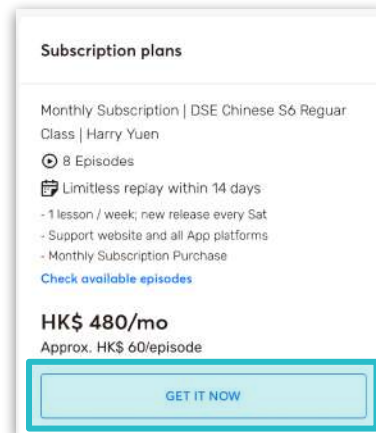 Subscription plans
Monthly Subscription | DSE Chinese S6 Reguar
Class | Harry Yuen
8 Episodes
Limitless replay within 14 days
- 1 lesson / week; new release every Sat
- Support website and all App platforms
- Monthly Subscription Purchase
Check available episodes
HK$ 480/mo
Approx. HK$ 60/episode
GET IT NOW